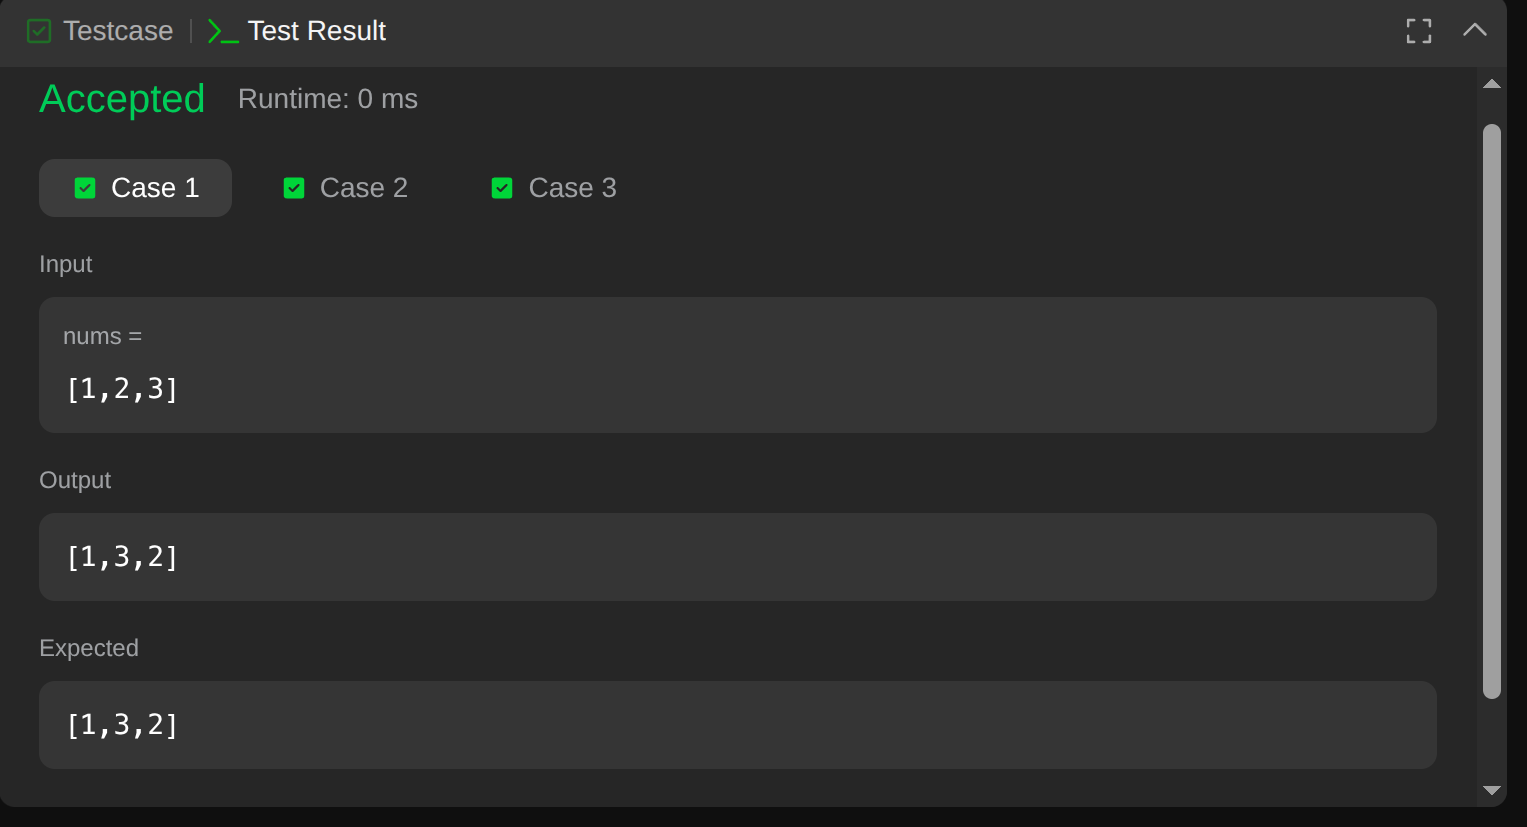 Testcase | Test Result
Accepted Runtime: 0 ms
Case 1 Case 2 Case 3
Input
nums =
[1,2,3]
Output
[1,3,2]
Expected
[1,3,2]